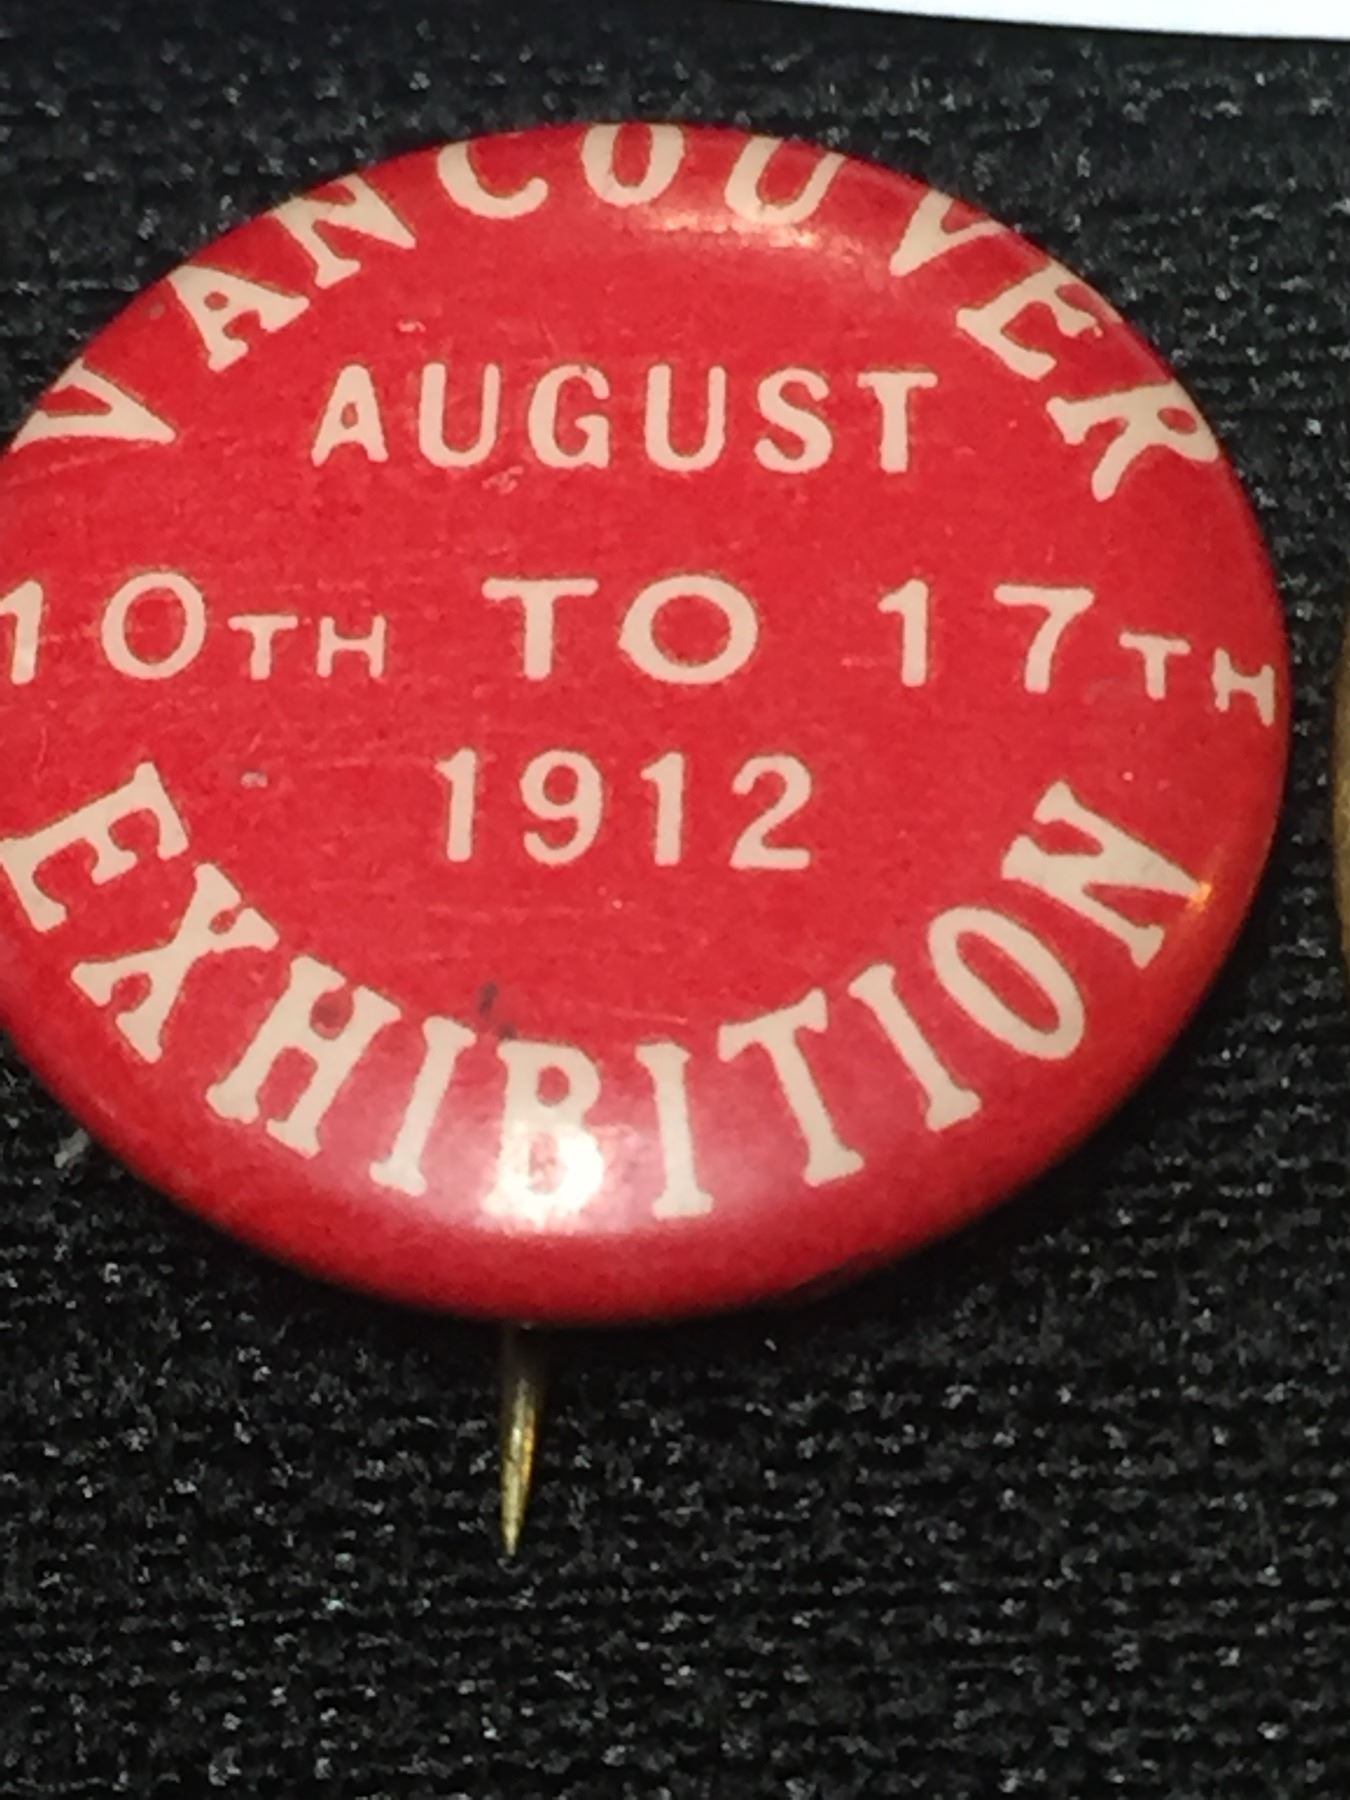 VANCOUVER
AUGUST
10TH TO 17TH
1912
EXHIBITION